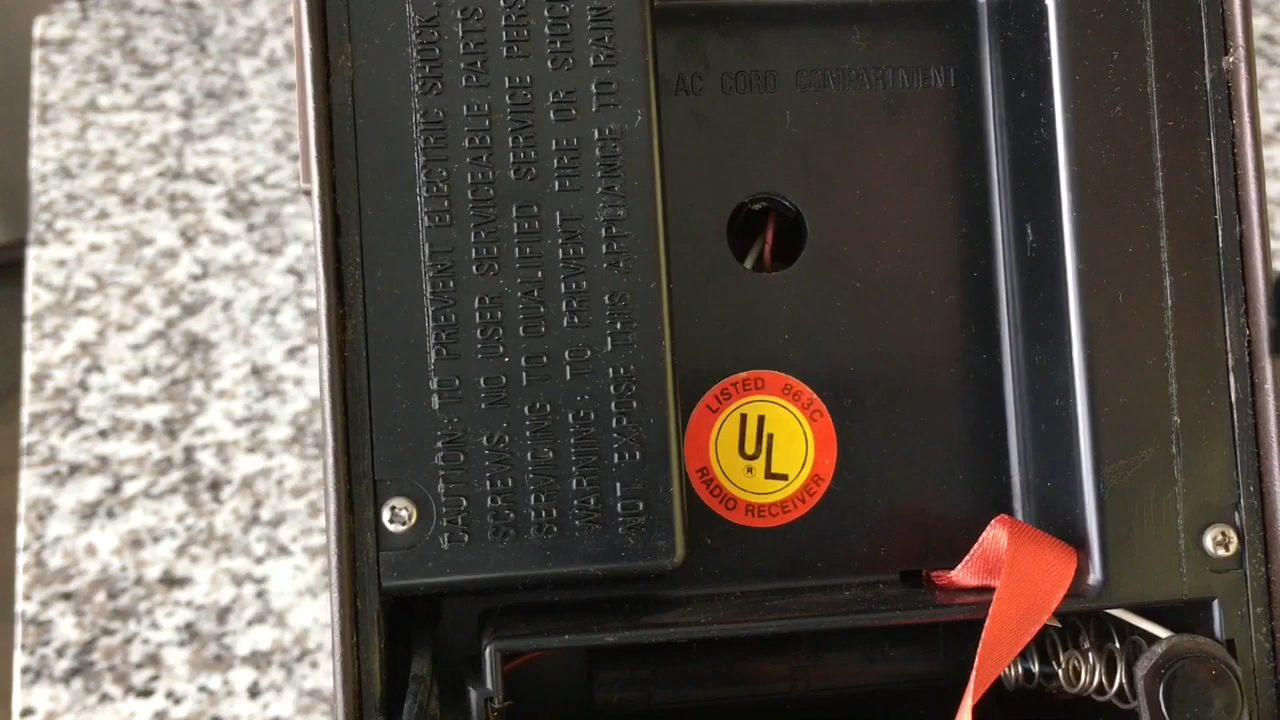 CAUTION: TO PREVENT ELECTRIC SHOCK,
SCREWS. NO USER SERVICEABLE PARTS
SERVICING TO QUALIFIED SERVICE PERS
WARNING: TO PREVENT FIRE OR SHOCK
NOT EXPOSE THIS APPLIANCE TO RAIN
AC CORD COMPARTMENT
LISTED 863C
UL
®
RADIO RECEIVER